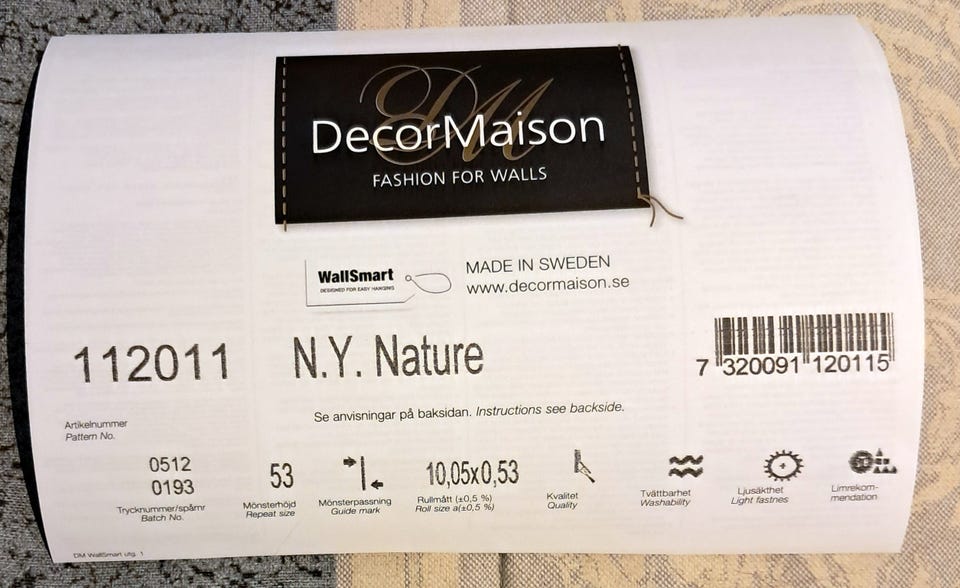 DM
DecorMaison
FASHION FOR WALLS
WallSmart
DESIGNED FOR EASY HANGING
MADE IN SWEDEN
www.decormaison.se
112011
N.Y. Nature
7 320091 120115
Artikelnummer
Pattern No.
Se anvisningar på baksidan. Instructions see backside.
0512
0193
Trycknummer/spåmr
Batch No.
53
Mönsterhöjd
Repeat size
Mönsterpassning
Guide mark
10,05x0,53
Rullmått (±0,5 %)
Roll size a(±0,5 %)
Kvalitet
Quality
Tvättbarhet
Washability
Ljusäkthet
Light fastnes
Limrekom-
mendation
DM WallSmart utg. 1